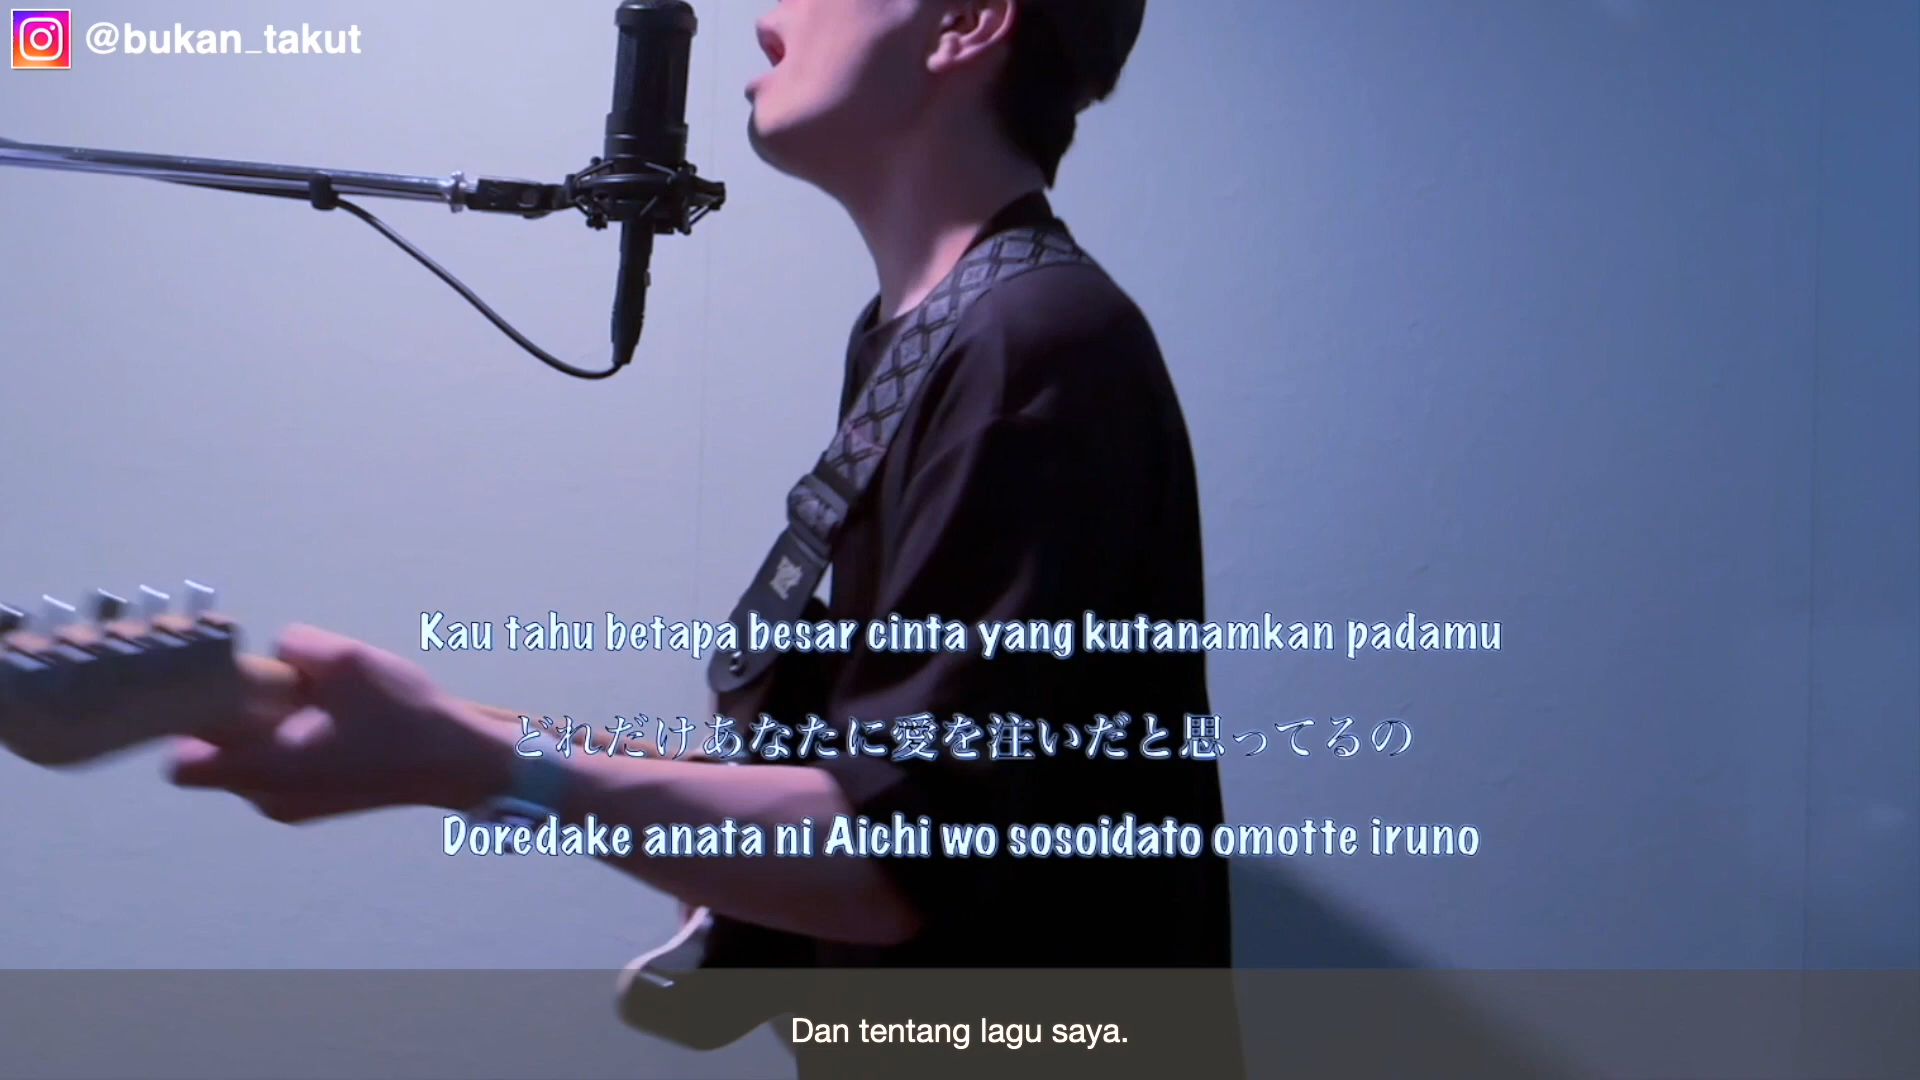 @bukan_takut
Kau tahu betapa besar cinta yang kutanamkan padamu
どれだけあなたに愛を注いだと思ってるの
Doredake anata ni Aichi wo sosoidato omotte iruno
Dan tentang lagu saya.